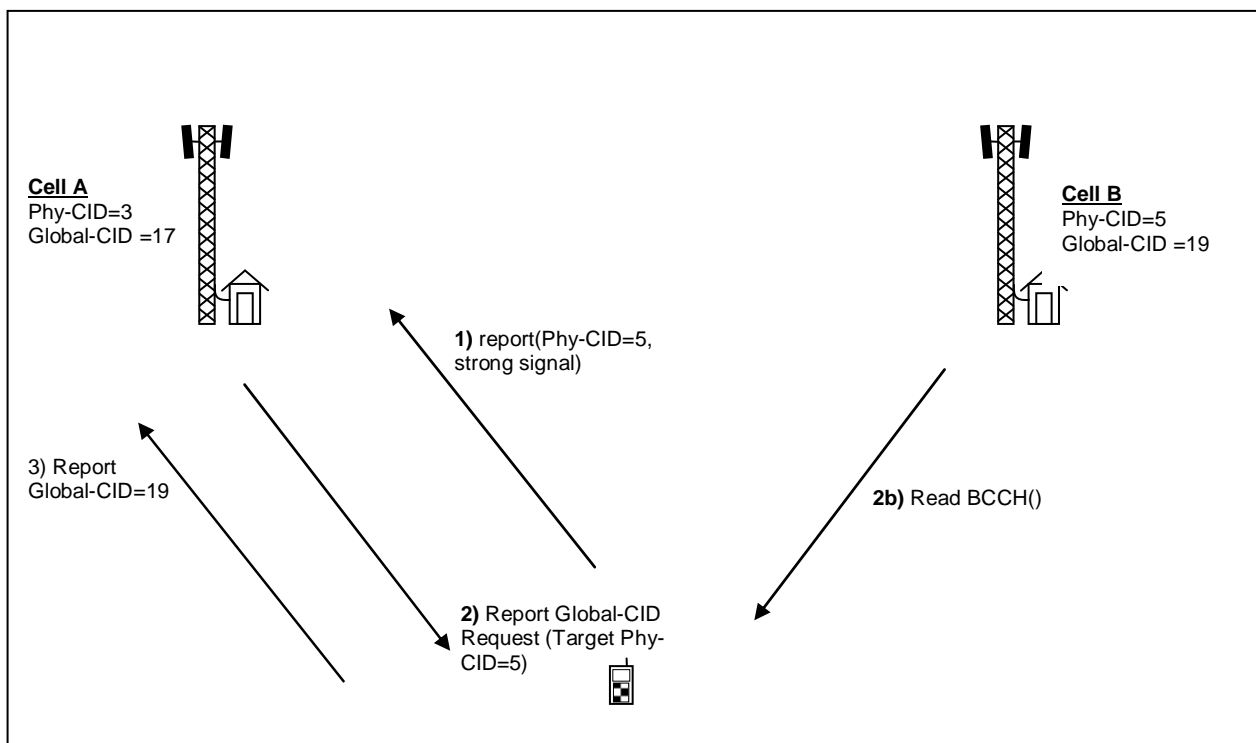 Cell A
Phy-CID=3
Global-CID =17
Cell B
Phy-CID=5
Global-CID =19
1) report(Phy-CID=5,
strong signal)
3) Report
Global-CID=19
2b) Read BCCH()
2) Report Global-CID
Request (Target Phy-
CID=5)